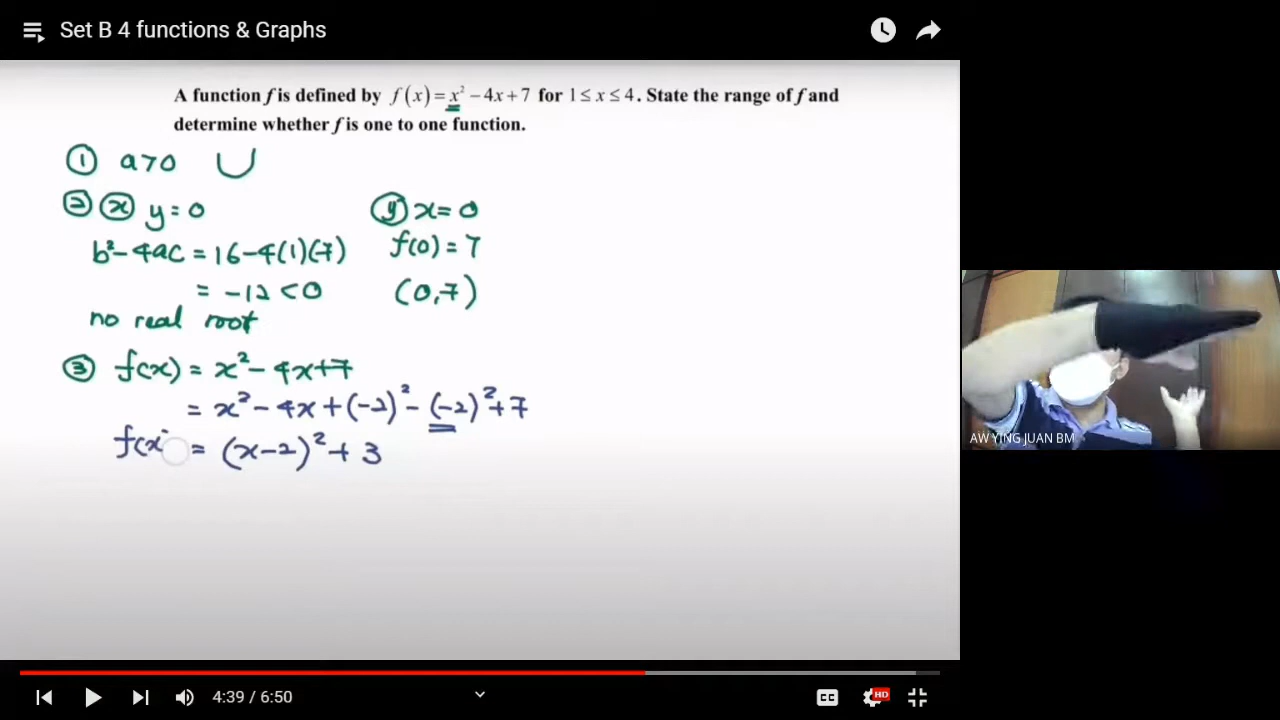 Set B 4 functions & Graphs
A function f is defined by f(x) = x² − 4x + 7 for 1 ≤ x ≤ 4. State the range of f and
determine whether f is one to one function.
① a>0
② ⓧ y = 0
ⓨ x = 0
b² − 4ac = 16 − 4(1)(7)
f(0) = 7
= −12 < 0
(0,7)
no real root
③ f(x) = x² − 4x+7
= x² − 4x + (−2)² − (−2)² + 7
f(x = (x−2)² + 3
AW YING JUAN BM
4:39 / 6:50
CC
HD